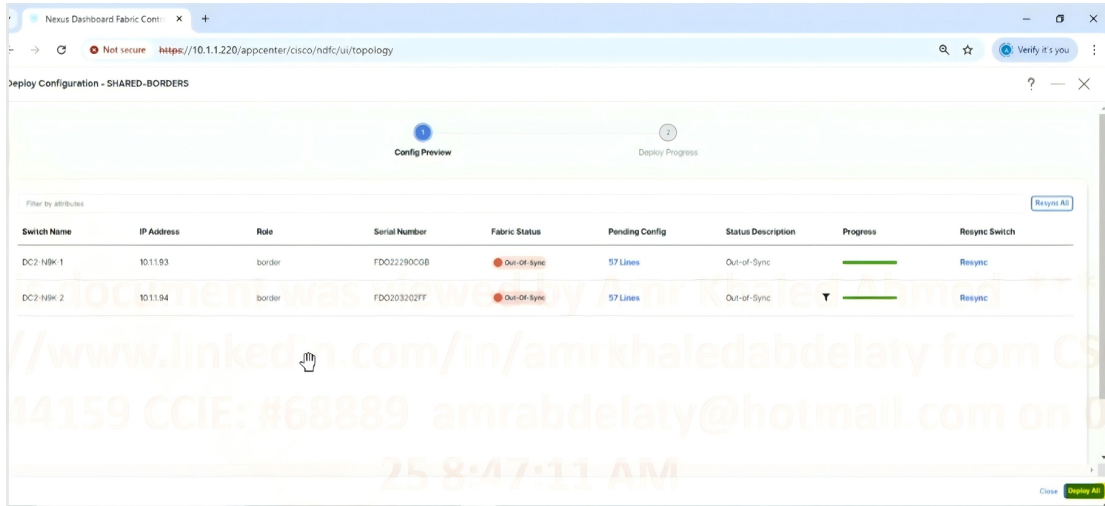 Nexus Dashboard Fabric Contro
Not secure https://10.1.1.220/appcenter/cisco/ndfc/ui/topology
Verify it's you
Deploy Configuration - SHARED-BORDERS
1 2
Config Preview Deploy Progress
Filter by attributes Resync All
Switch Name IP Address Role Serial Number Fabric Status Pending Config Status Description Progress Resync Switch
DC2-N9K-1 10.1.1.93 border FDO22290CGB Out-Of-Sync 57 Lines Out-of-Sync Resync
DC2-N9K-2 10.1.1.94 border FDO203202FF Out-Of-Sync 57 Lines Out-of-Sync Resync
document was viewed by Amr Khaled Ahmed ***
//www.linkedin.com/in/amrkhaledabdelaty from CS
44159 CCIE: #68889 amrabdelaty@hotmail.com on 0
25 8:47:11 AM
Close Deploy All